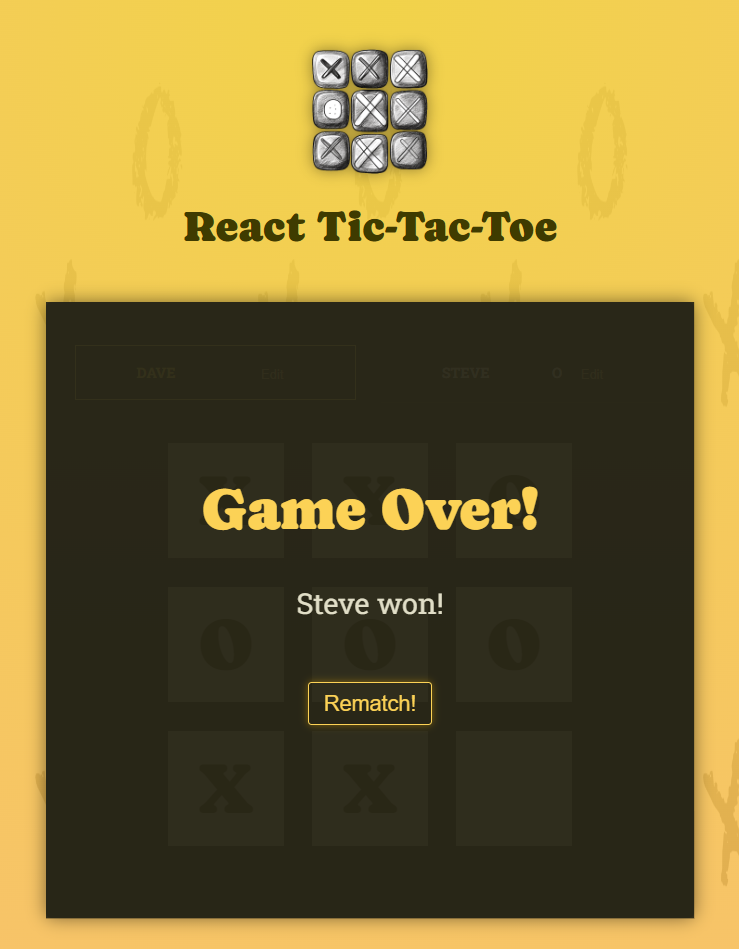 React Tic-Tac-Toe
DAVE Edit STEVE O Edit
X X O
Game Over!
Steve won!
O O O
Rematch!
X X